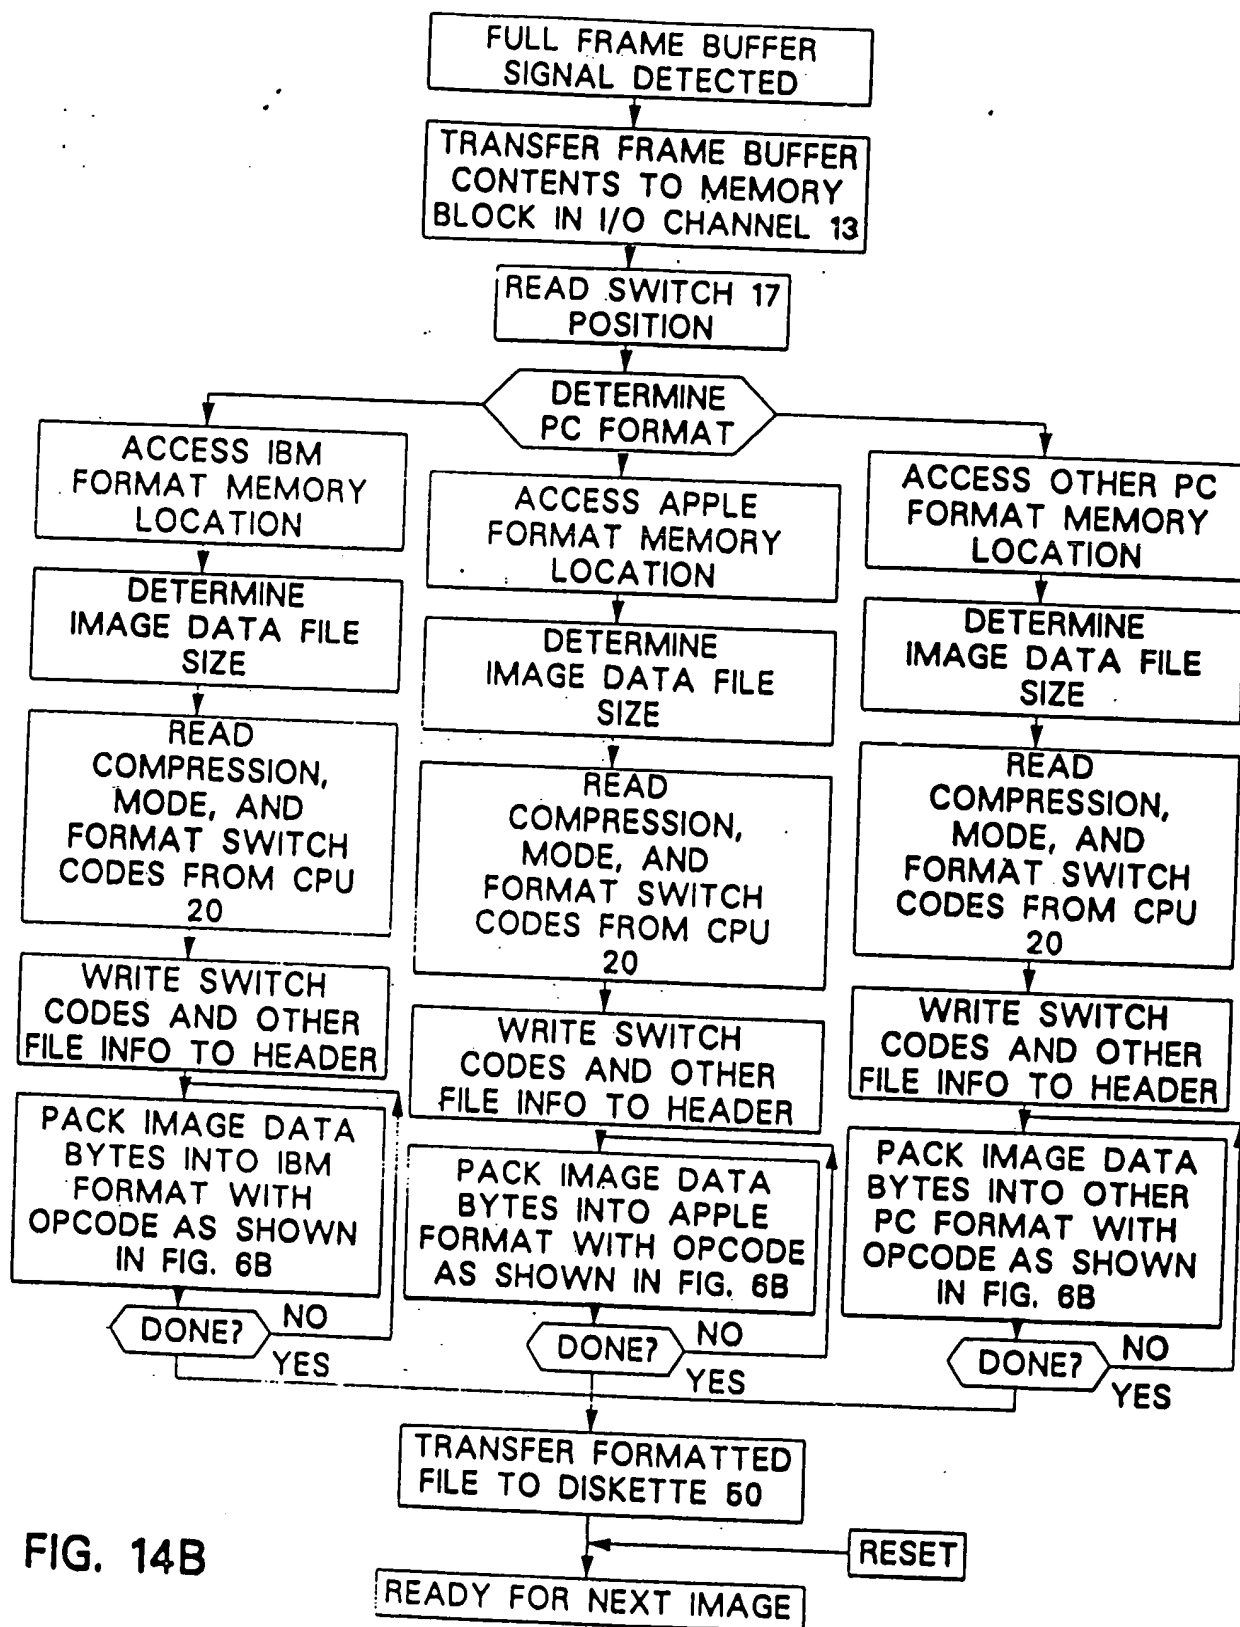 FULL FRAME BUFFER
SIGNAL DETECTED
TRANSFER FRAME BUFFER
CONTENTS TO MEMORY
BLOCK IN I/O CHANNEL 13
READ SWITCH 17
POSITION
DETERMINE
PC FORMAT
ACCESS IBM
FORMAT MEMORY
LOCATION
DETERMINE
IMAGE DATA FILE
SIZE
READ
COMPRESSION,
MODE, AND
FORMAT SWITCH
CODES FROM CPU
20
WRITE SWITCH
CODES AND OTHER
FILE INFO TO HEADER
PACK IMAGE DATA
BYTES INTO IBM
FORMAT WITH
OPCODE AS SHOWN
IN FIG. 6B
DONE?
NO
YES
ACCESS APPLE
FORMAT MEMORY
LOCATION
DETERMINE
IMAGE DATA FILE
SIZE
READ
COMPRESSION,
MODE, AND
FORMAT SWITCH
CODES FROM CPU
20
WRITE SWITCH
CODES AND OTHER
FILE INFO TO HEADER
PACK IMAGE DATA
BYTES INTO APPLE
FORMAT WITH OPCODE
AS SHOWN IN FIG. 6B
DONE?
NO
YES
ACCESS OTHER PC
FORMAT MEMORY
LOCATION
DETERMINE
IMAGE DATA FILE
SIZE
READ
COMPRESSION,
MODE, AND
FORMAT SWITCH
CODES FROM CPU
20
WRITE SWITCH
CODES AND OTHER
FILE INFO TO HEADER
PACK IMAGE DATA
BYTES INTO OTHER
PC FORMAT WITH
OPCODE AS SHOWN
IN FIG. 6B
DONE?
NO
YES
TRANSFER FORMATTED
FILE TO DISKETTE 50
RESET
READY FOR NEXT IMAGE
FIG. 14B